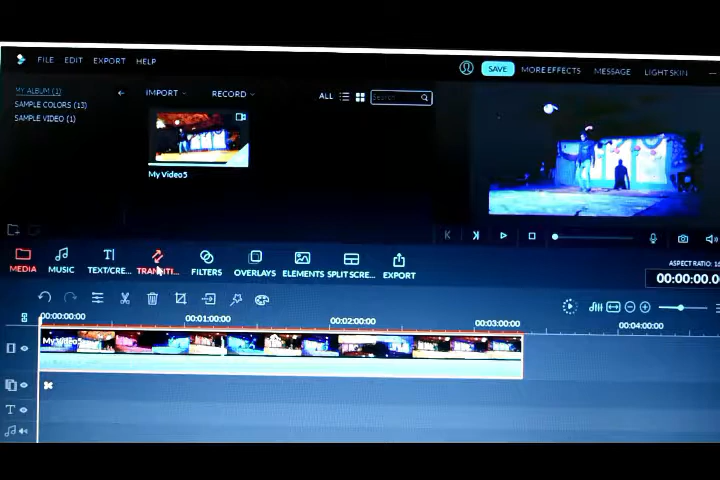 FILE EDIT EXPORT HELP
SAVE MORE EFFECTS MESSAGE LIGHT SKIN
MY ALBUM (1)
SAMPLE COLORS (13)
SAMPLE VIDEO (1)
IMPORT RECORD ALL Search
My Video5
MEDIA MUSIC TEXT/CRE... TRANSITI... FILTERS OVERLAYS ELEMENTS SPLIT SCRE... EXPORT
ASPECT RATIO: 16
00:00:00.0
00:00:00:00 00:01:00:00 00:02:00:00 00:03:00:00 00:04:00:00
My Video5